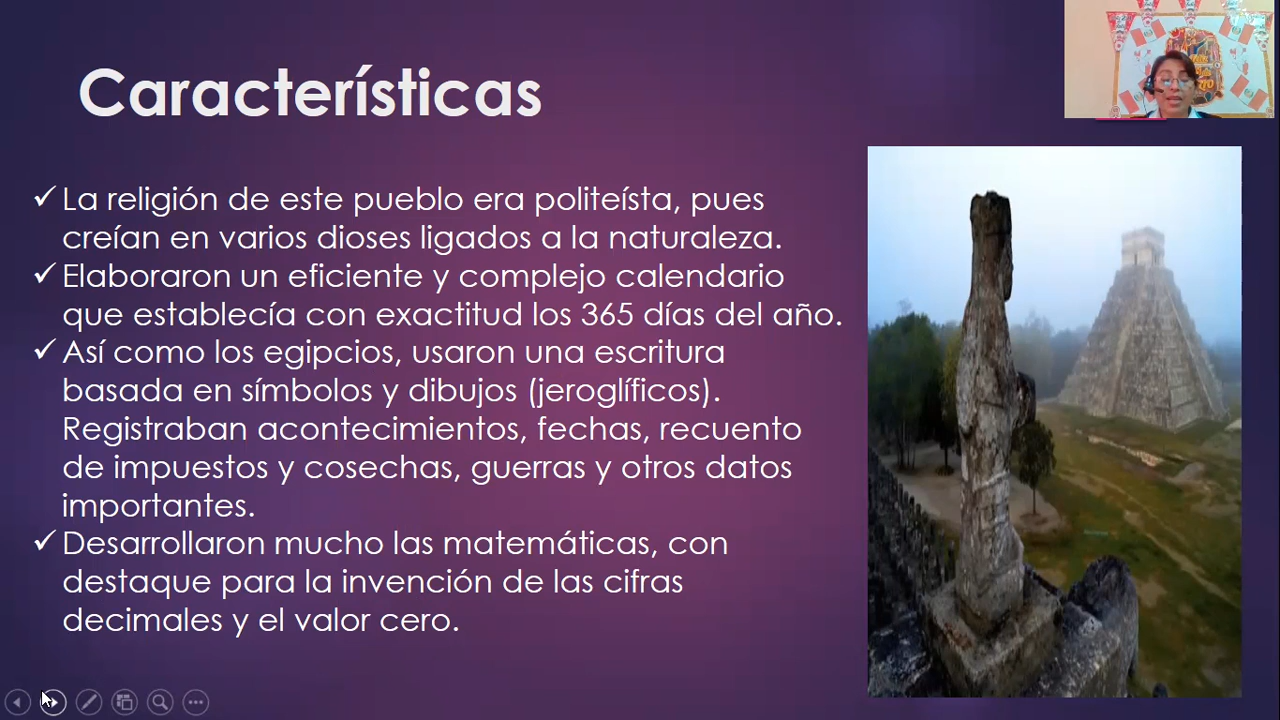 Características
La religión de este pueblo era politeísta, pues
creían en varios dioses ligados a la naturaleza.
Elaboraron un eficiente y complejo calendario
que establecía con exactitud los 365 días del año.
Así como los egipcios, usaron una escritura
basada en símbolos y dibujos (jeroglíficos).
Registraban acontecimientos, fechas, recuento
de impuestos y cosechas, guerras y otros datos
importantes.
Desarrollaron mucho las matemáticas, con
destaque para la invención de las cifras
decimales y el valor cero.